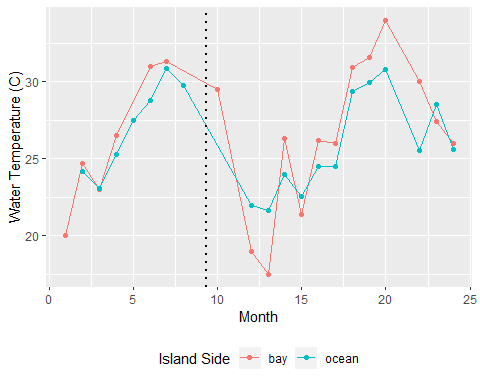 Water Temperature (C)
30
25
20
0 5 10 15 20 25
Month
Island Side bay ocean